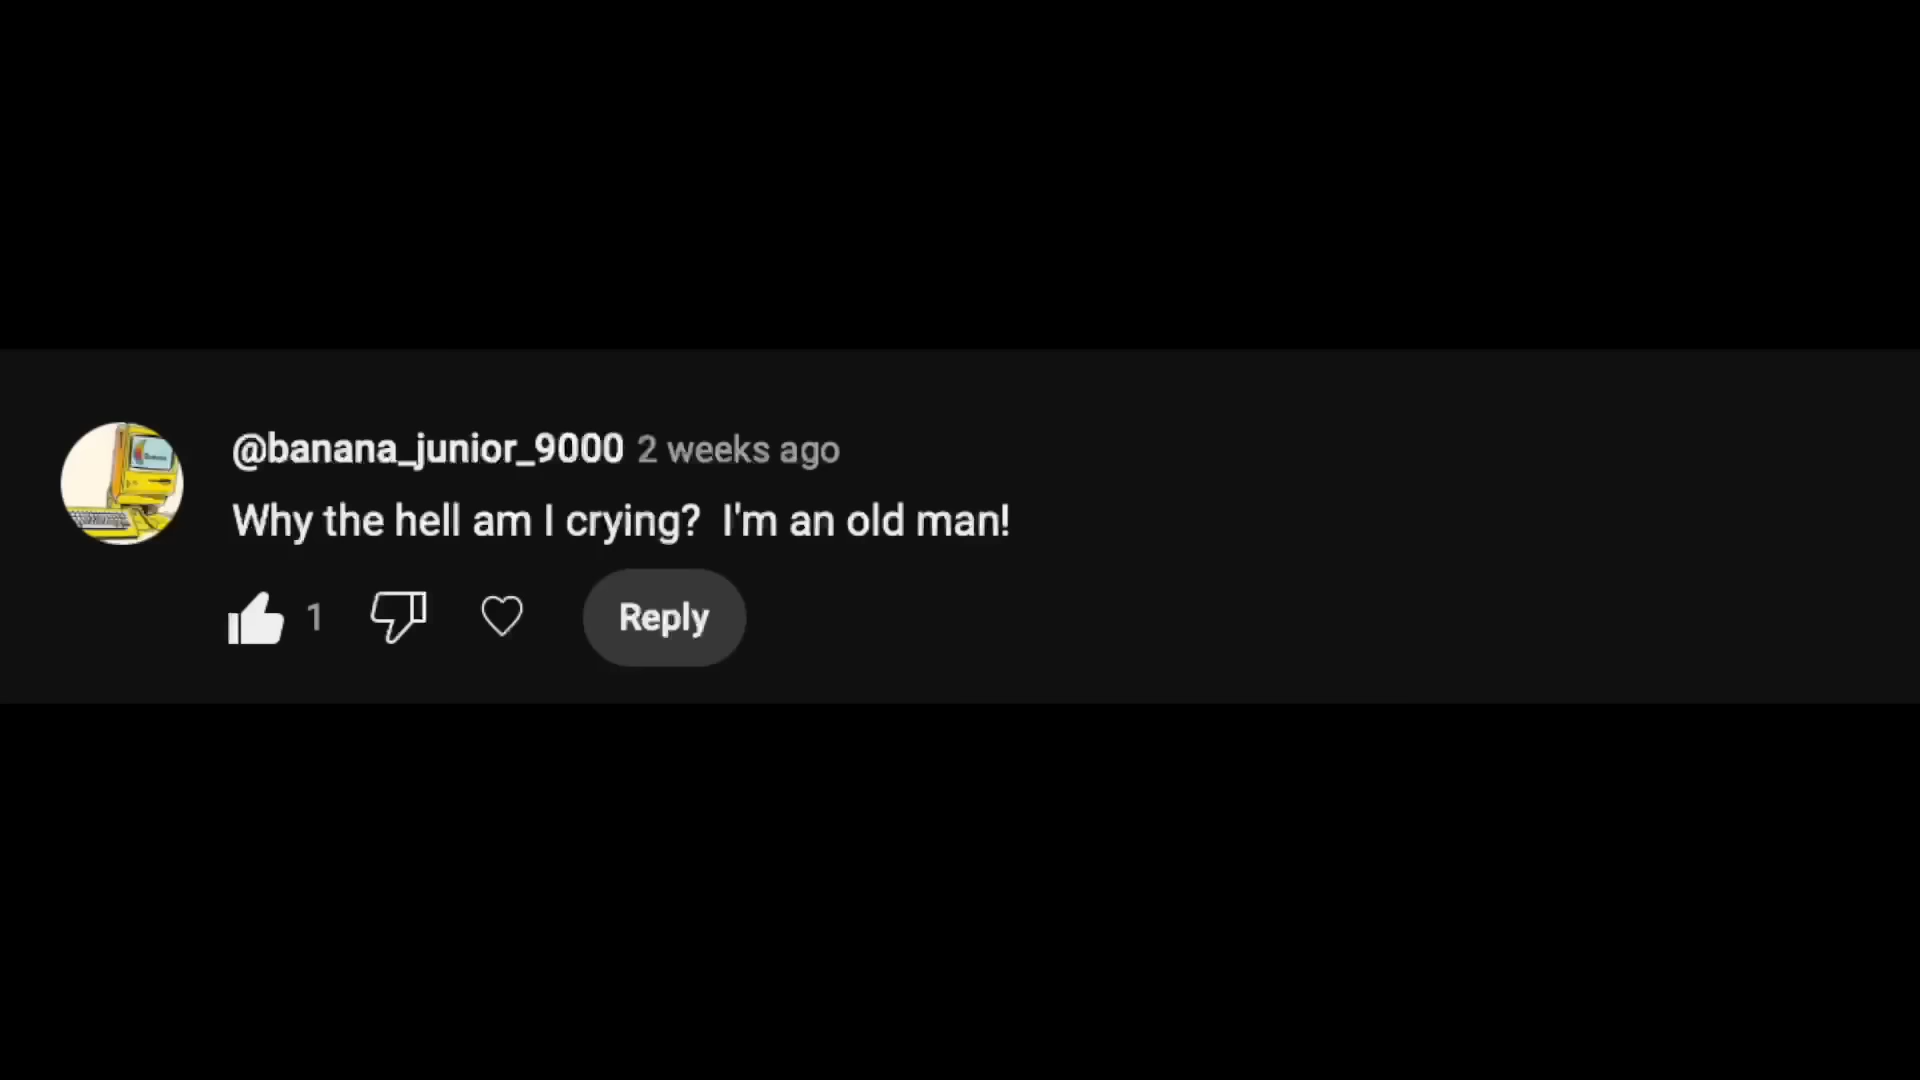 @banana_junior_9000 2 weeks ago
Why the hell am I crying?  I'm an old man!
1
Reply